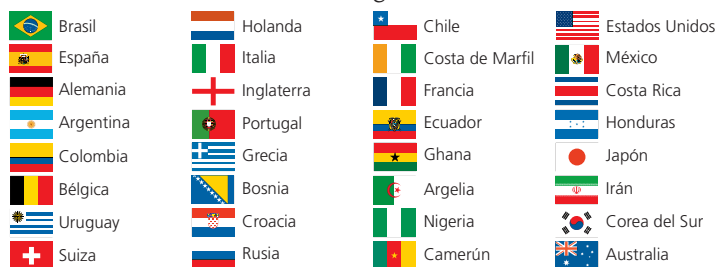 Brasil Holanda Chile Estados Unidos
España Italia Costa de Marfil México
Alemania Inglaterra Francia Costa Rica
Argentina Portugal Ecuador Honduras
Colombia Grecia Ghana Japón
Bélgica Bosnia Argelia Irán
Uruguay Croacia Nigeria Corea del Sur
Suiza Rusia Camerún Australia